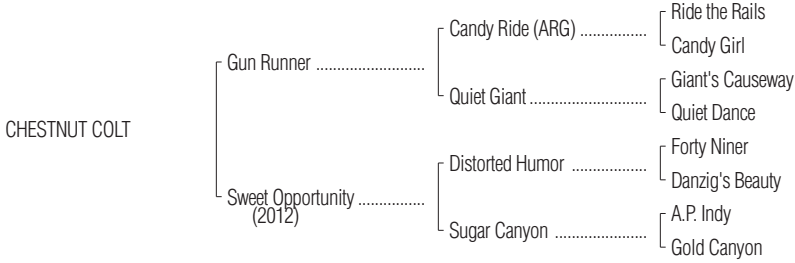 Ride the Rails
Candy Ride (ARG) ................
Candy Girl
Gun Runner ..........................
Giant's Causeway
Quiet Giant ............................
Quiet Dance
CHESTNUT COLT
Forty Niner
Distorted Humor ..................
Danzig's Beauty
Sweet Opportunity ................
(2012)
A.P. Indy
Sugar Canyon ......................
Gold Canyon